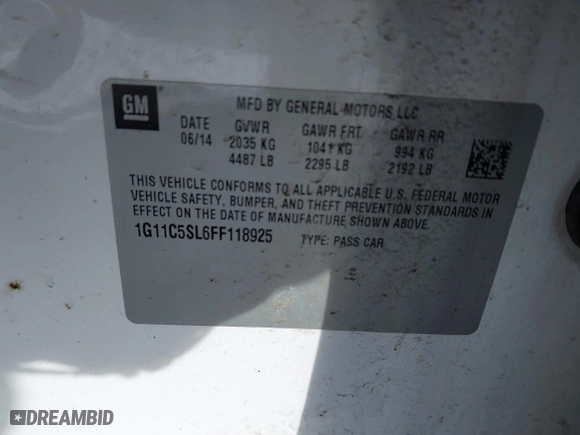 GM
MFD BY GENERAL MOTORS LLC
DATE GVWR GAWR FRT GAWR RR
06/14 2035 KG 1041 KG 994 KG
4487 LB 2295 LB 2192 LB
THIS VEHICLE CONFORMS TO ALL APPLICABLE U.S. FEDERAL MOTOR
VEHICLE SAFETY, BUMPER, AND THEFT PREVENTION STANDARDS IN
EFFECT ON THE DATE OF MANUFACTURE SHOWN ABOVE.
1G11C5SL6FF118925 TYPE: PASS CAR
DREAMBID